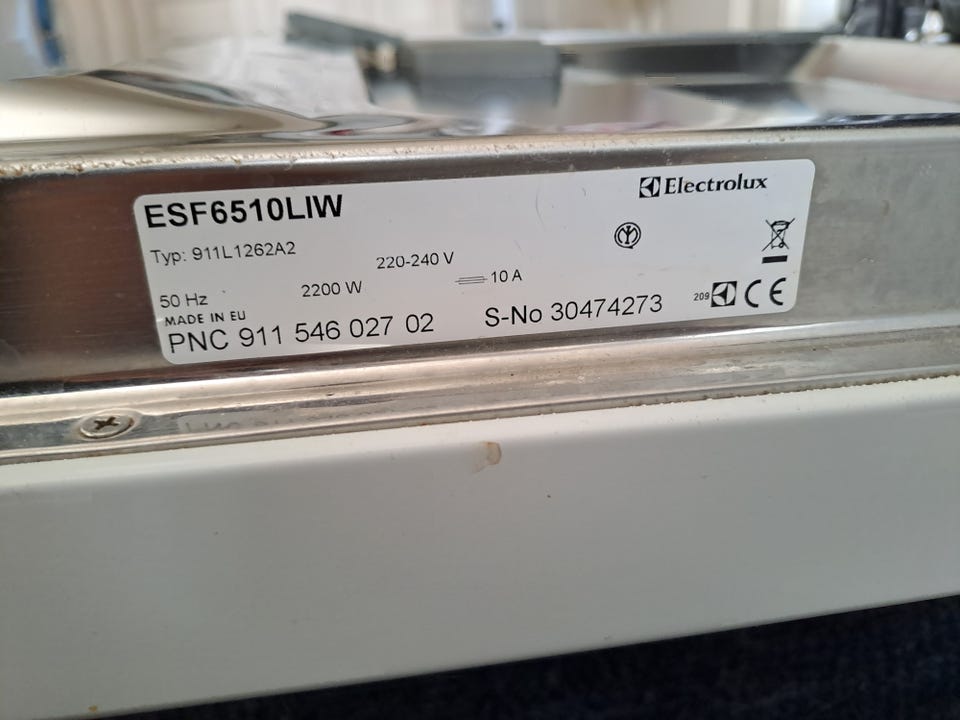 Electrolux
ESF6510LIW
Typ: 911L1262A2
220-240 V
50 Hz 2200 W 10 A
MADE IN EU
PNC 911 546 027 02 S-No 30474273 209 CE